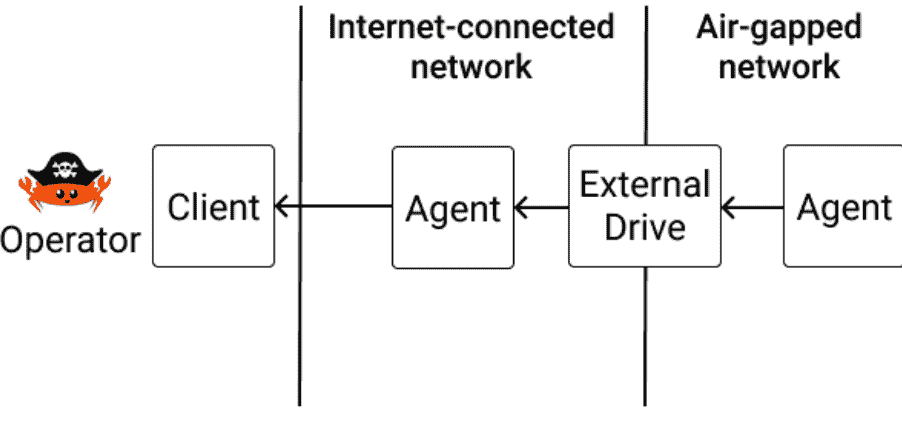 Internet-connected
network
Air-gapped
network
Operator
Client
Agent
External
Drive
Agent